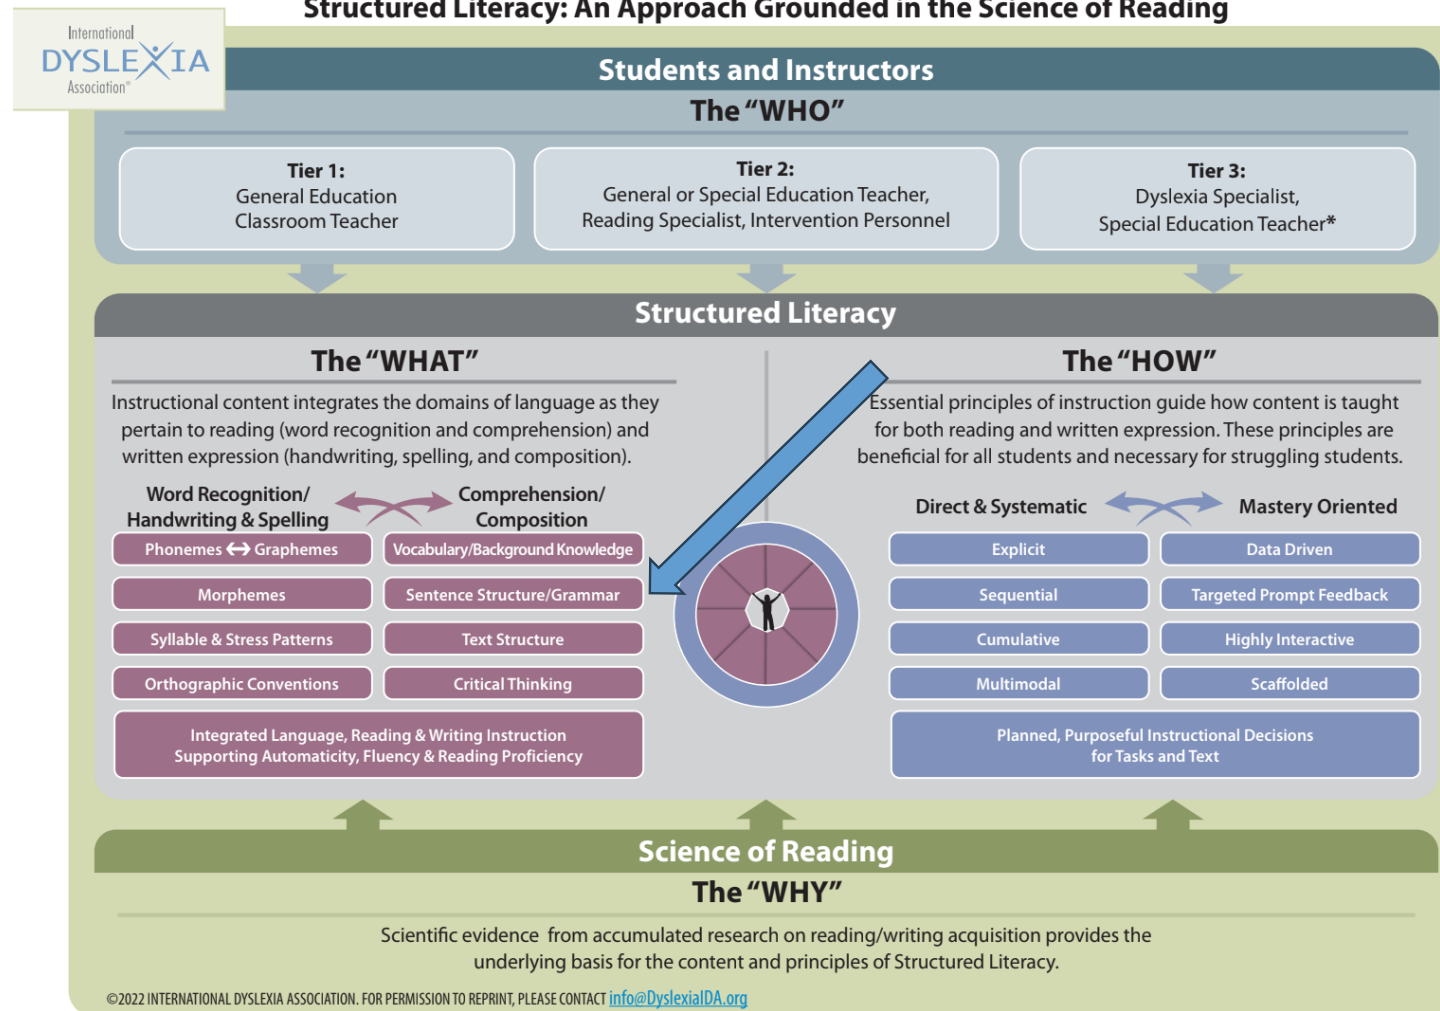 Structured Literacy: An Approach Grounded in the Science of Reading
International
DYSLEXIA
Association®
Students and Instructors
The “WHO”
Tier 1:
General Education
Classroom Teacher
Tier 2:
General or Special Education Teacher,
Reading Specialist, Intervention Personnel
Tier 3:
Dyslexia Specialist,
Special Education Teacher*
Structured Literacy
The “WHAT”
Instructional content integrates the domains of language as they
pertain to reading (word recognition and comprehension) and
written expression (handwriting, spelling, and composition).
Word Recognition/
Handwriting & Spelling
Comprehension/
Composition
Phonemes ↔ Graphemes
Vocabulary/Background Knowledge
Morphemes
Sentence Structure/Grammar
Syllable & Stress Patterns
Text Structure
Orthographic Conventions
Critical Thinking
Integrated Language, Reading & Writing Instruction
Supporting Automaticity, Fluency & Reading Proficiency
The “HOW”
Essential principles of instruction guide how content is taught
for both reading and written expression. These principles are
beneficial for all students and necessary for struggling students.
Direct & Systematic
Mastery Oriented
Explicit
Data Driven
Sequential
Targeted Prompt Feedback
Cumulative
Highly Interactive
Multimodal
Scaffolded
Planned, Purposeful Instructional Decisions
for Tasks and Text
Science of Reading
The “WHY”
Scientific evidence from accumulated research on reading/writing acquisition provides the
underlying basis for the content and principles of Structured Literacy.
©2022 INTERNATIONAL DYSLEXIA ASSOCIATION. FOR PERMISSION TO REPRINT, PLEASE CONTACT info@DyslexiaIDA.org